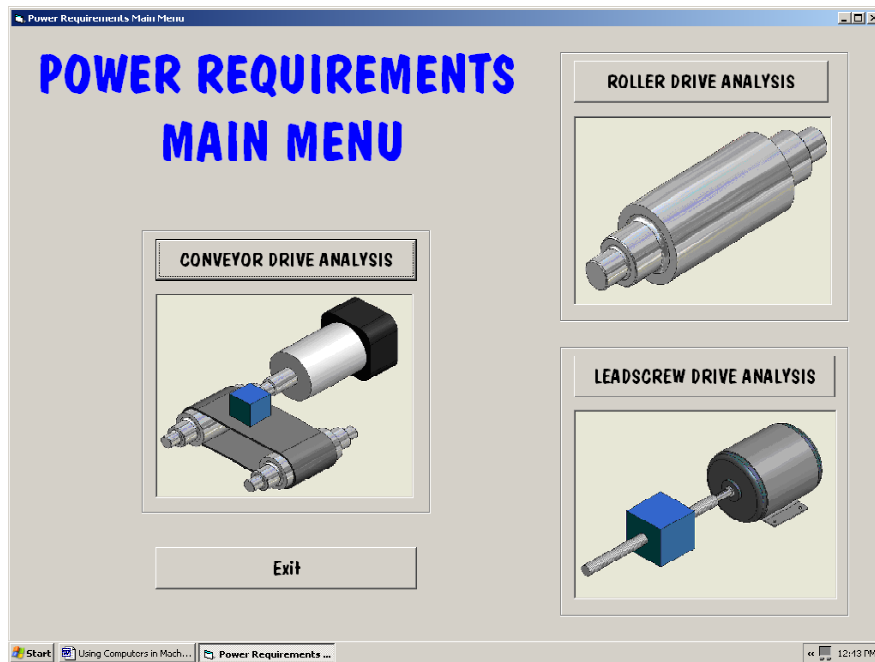 Power Requirements Main Menu
POWER REQUIREMENTS
MAIN MENU
ROLLER DRIVE ANALYSIS
CONVEYOR DRIVE ANALYSIS
LEADSCREW DRIVE ANALYSIS
Exit
Start
Using Computers in Mach...
Power Requirements ...
12:43 PM